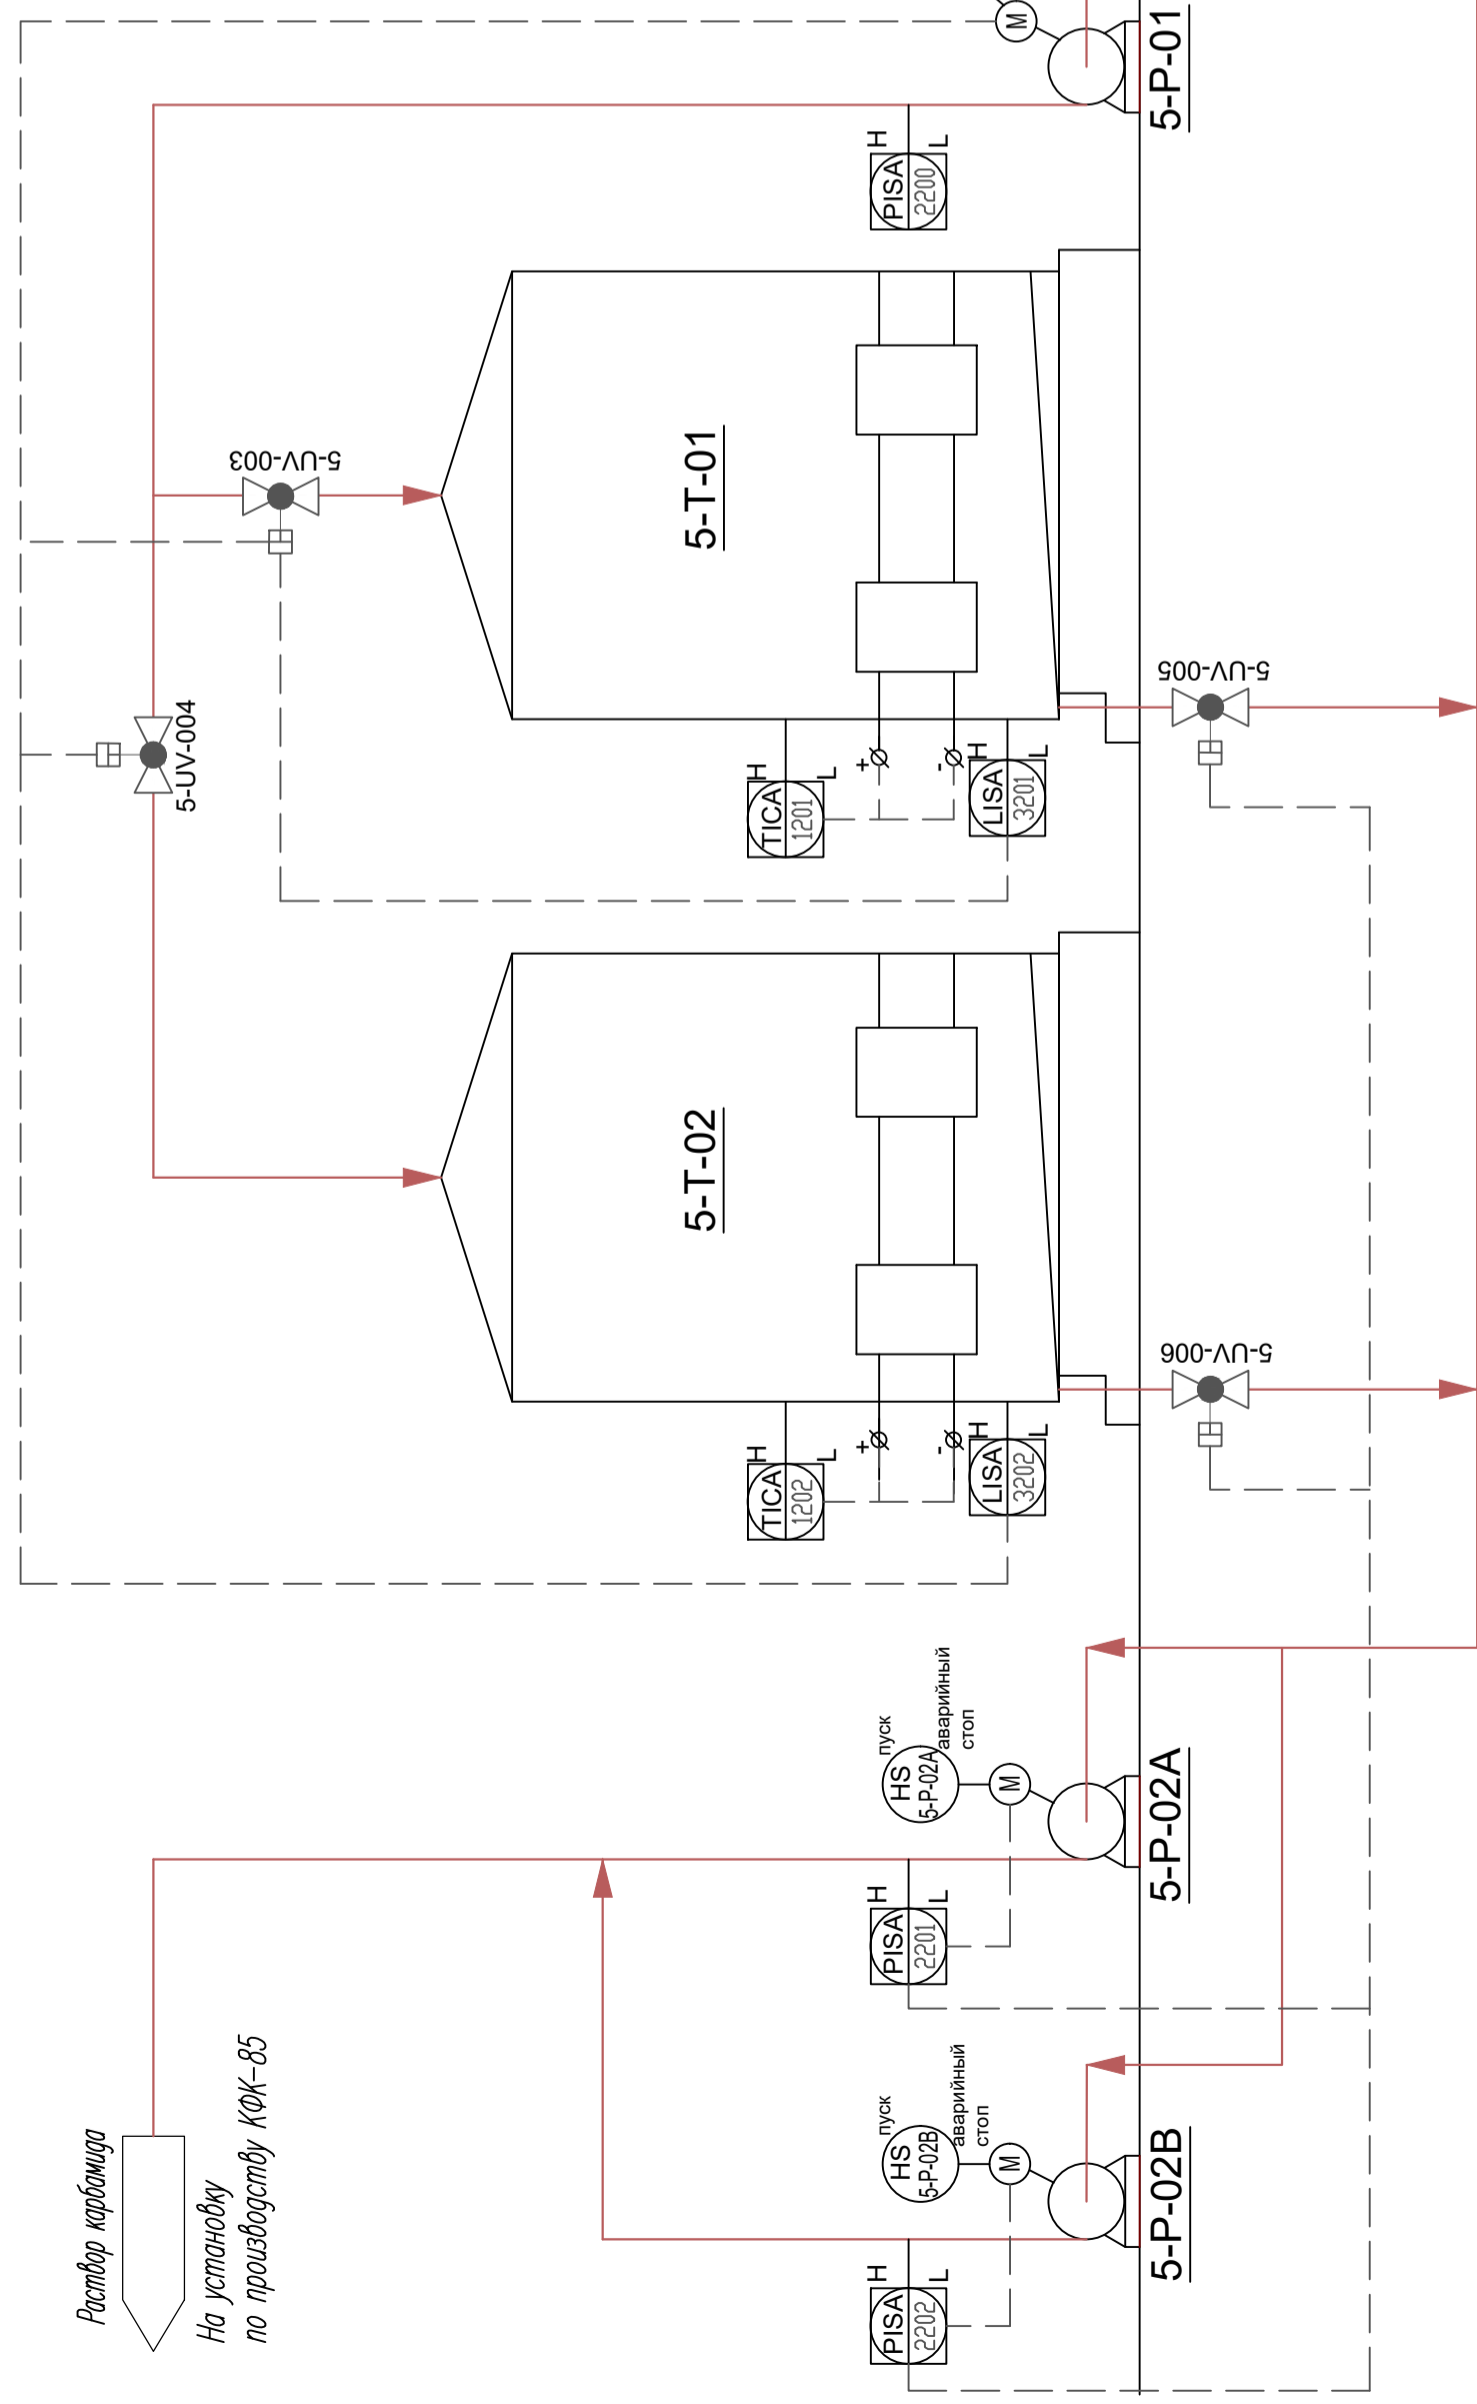 Раствор карбамида
На установку
по производству КФК-85
5-UV-004
5-UV-003
5-T-02
5-T-01
TICA
1202
H
L
+
-
LISA
3202
H
L
TICA
1201
H
L
+
-
LISA
3201
H
L
PISA
2202
H
L
HS
5-P-02B
пуск
аварийный
стоп
M
PISA
2201
H
L
HS
5-P-02A
пуск
аварийный
стоп
M
PISA
2200
H
L
M
5-P-02B
5-P-02A
5-P-01
5-UV-006
5-UV-005